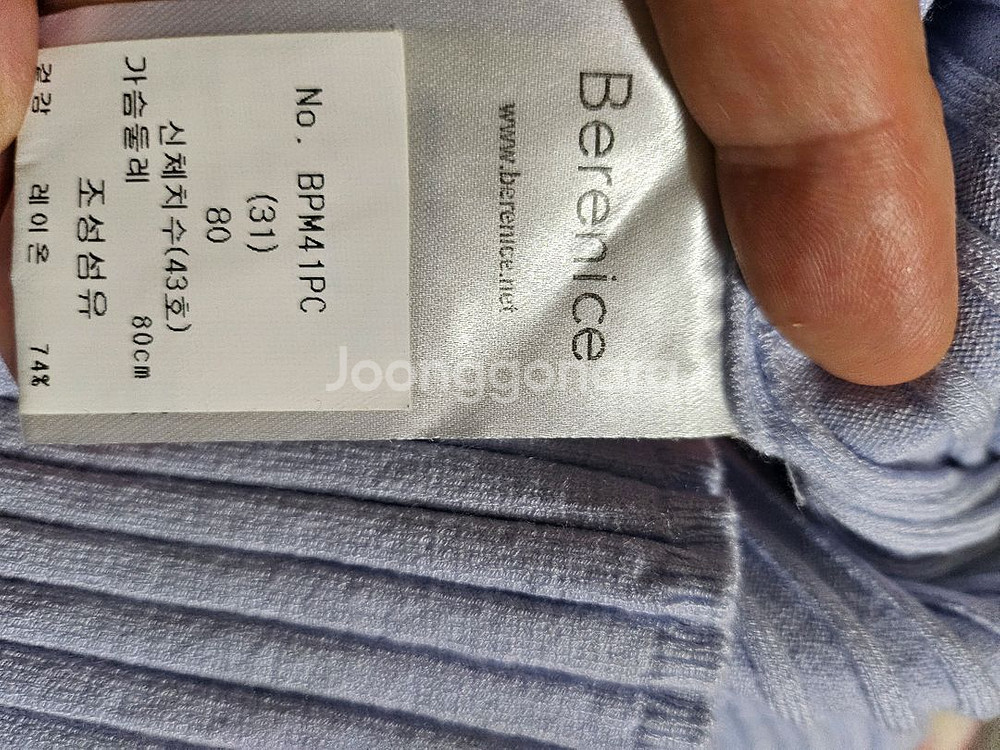 Berenice
www.berenice.net
No. BPM41PC
(31)
80
신체치수(43호)
가슴둘레 80cm
조성섬유
겉감 레이온 74%
Joonggonara